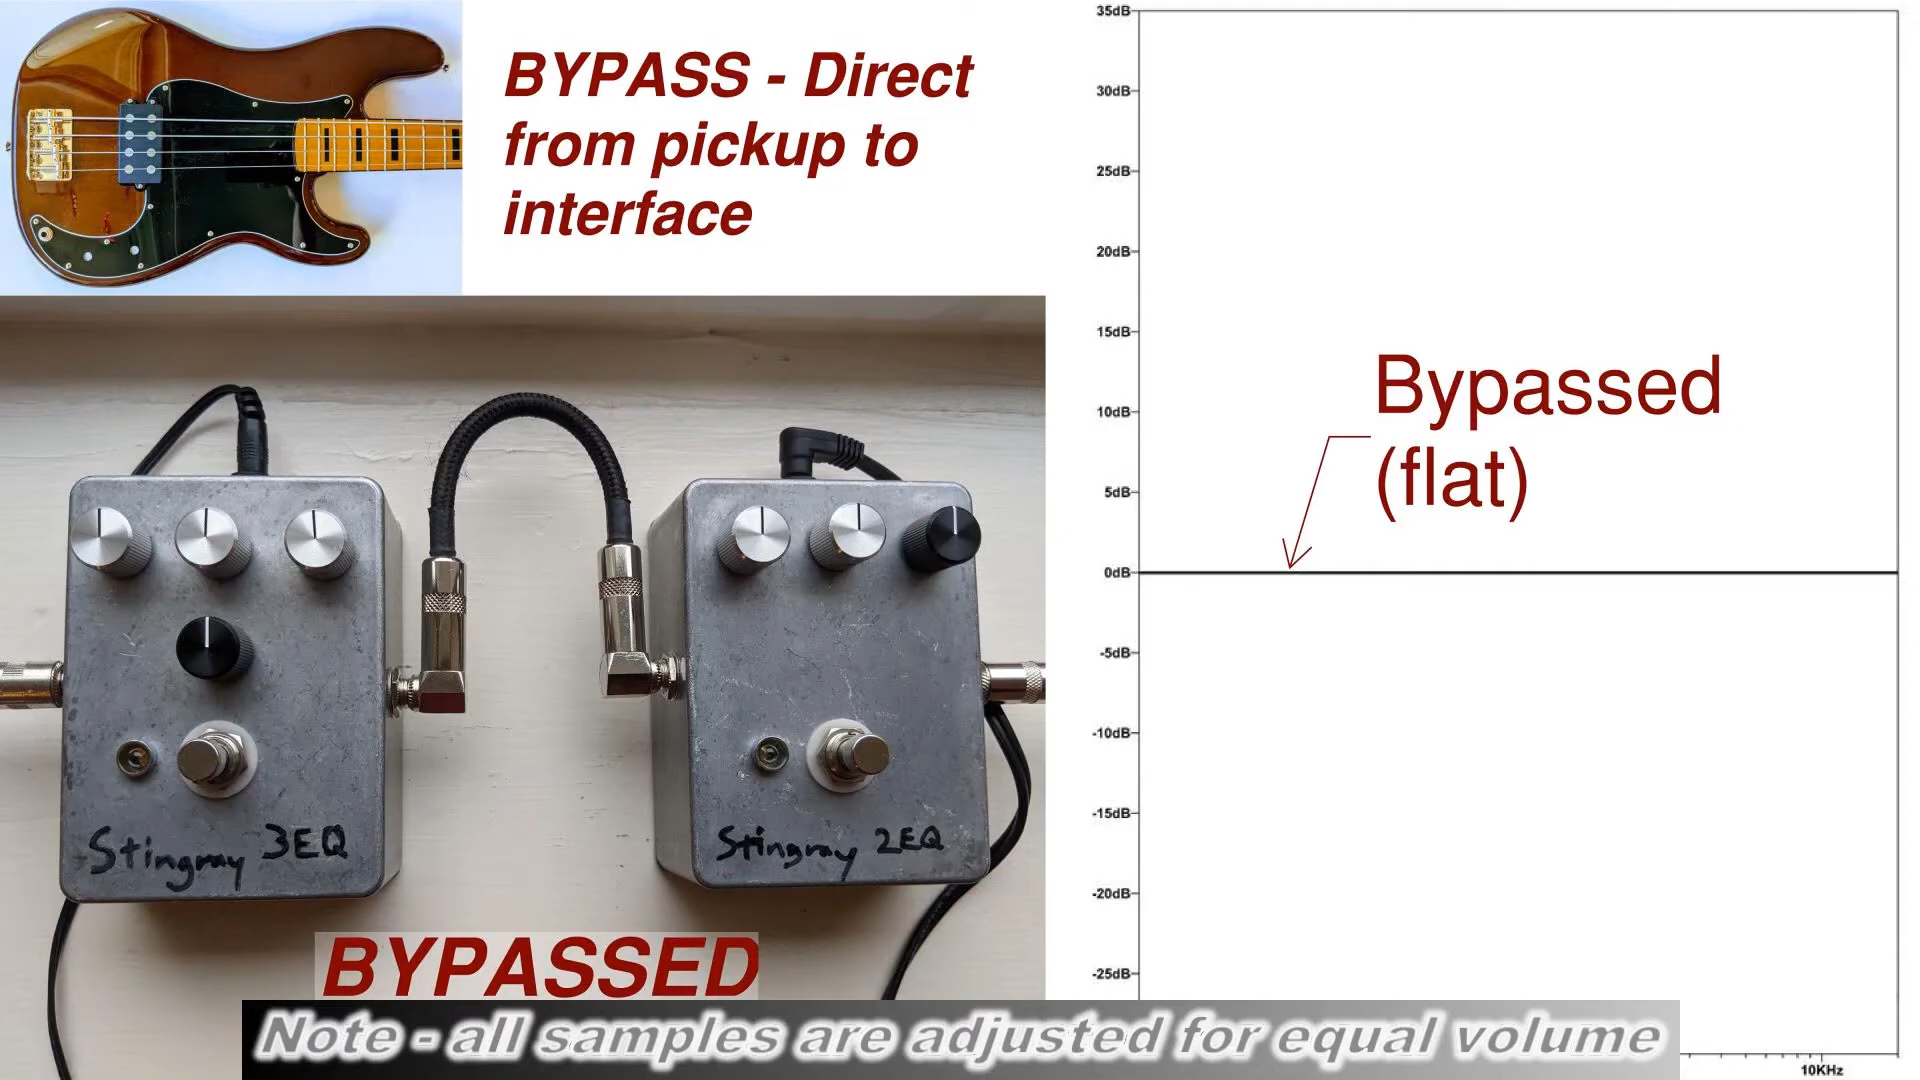 BYPASS - Direct
from pickup to
interface
Stingray 3EQ
Stingray 2EQ
BYPASSED
35dB
30dB
25dB
20dB
15dB
10dB
5dB
0dB
-5dB
-10dB
-15dB
-20dB
-25dB
Bypassed
(flat)
10KHz
Note - all samples are adjusted for equal volume